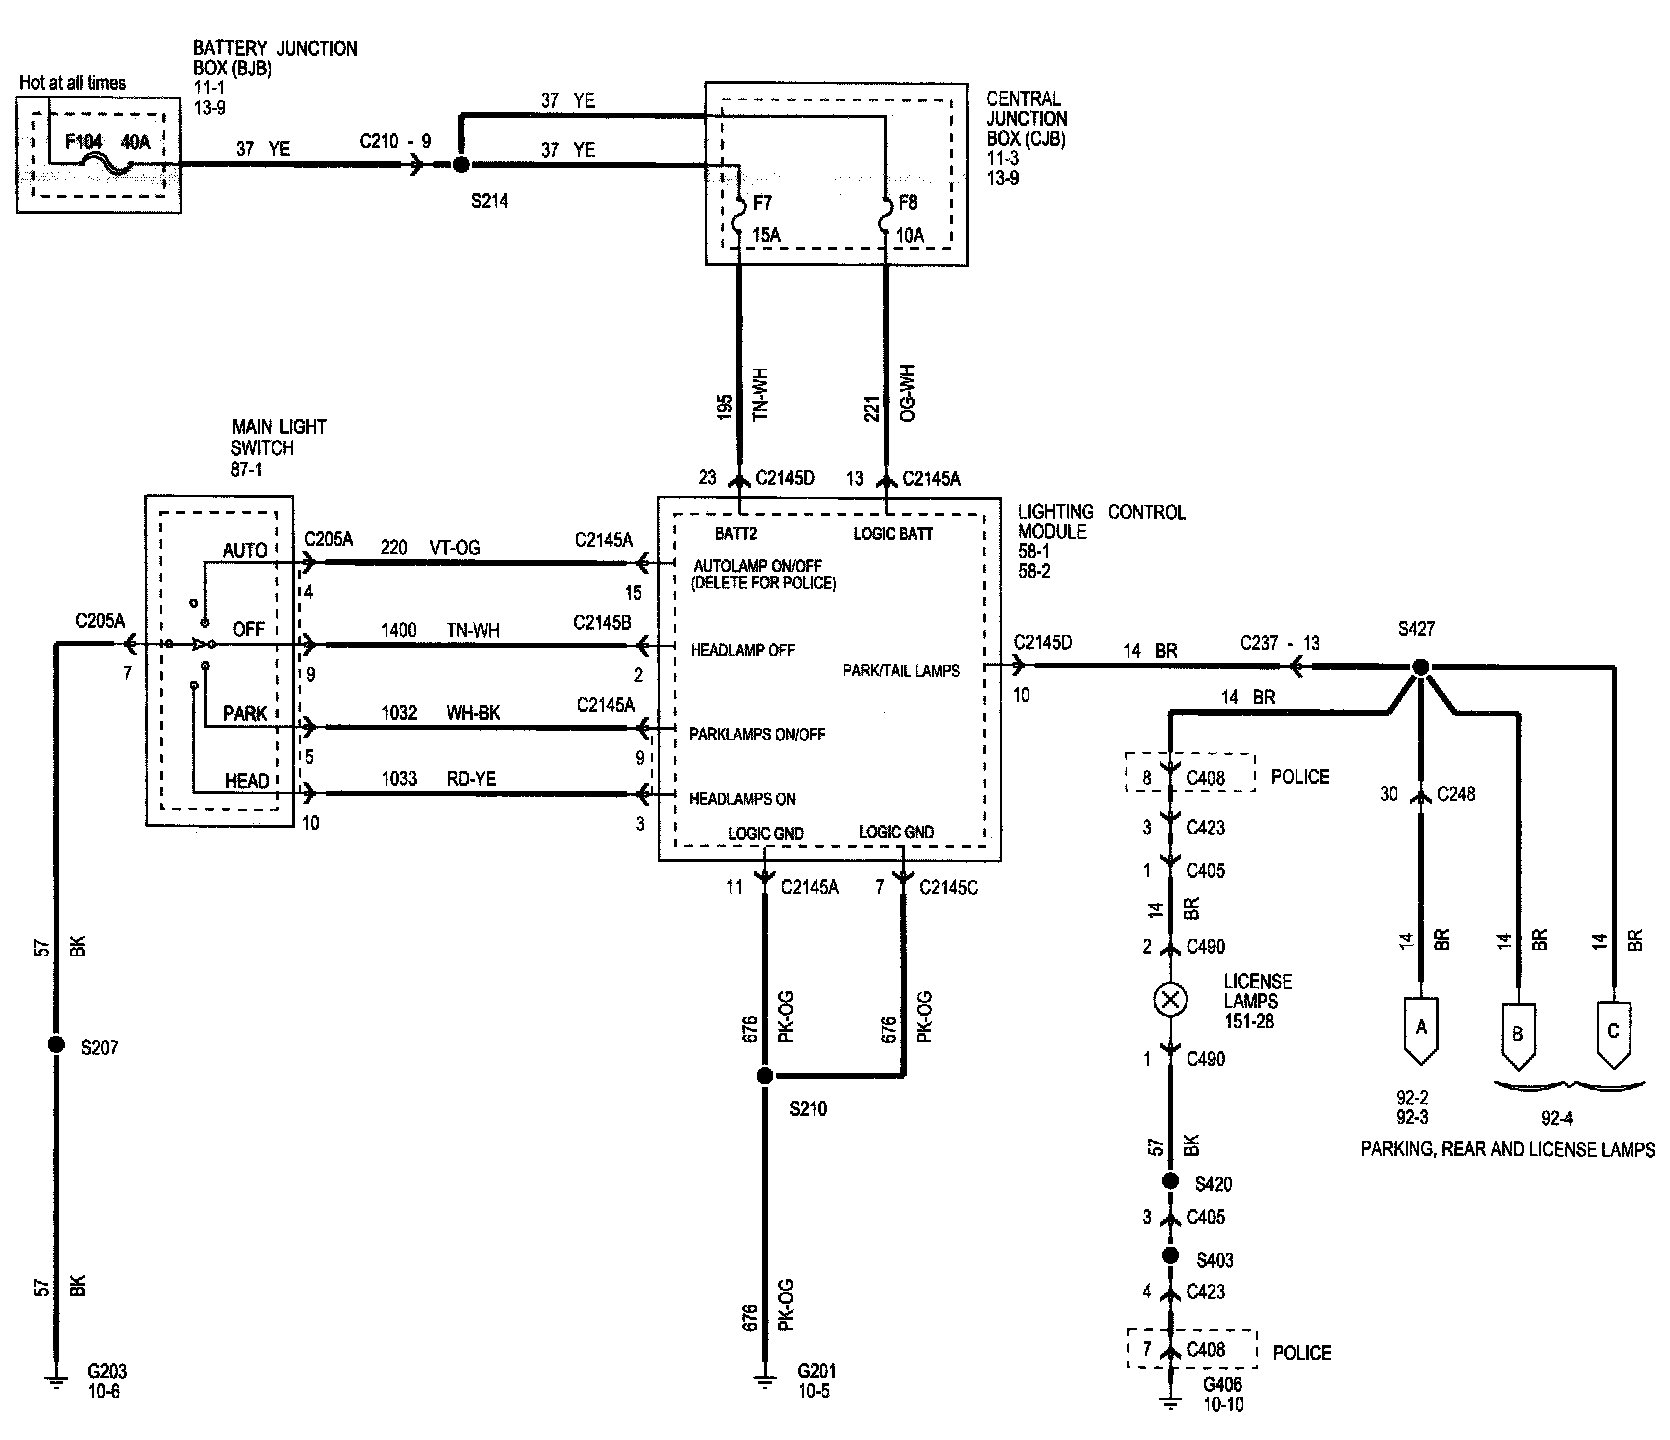 BATTERY JUNCTION
BOX (BJB)
11-1
13-9
Hot at all times
F104 40A
37 YE
C210 - 9
S214
37 YE
37 YE
CENTRAL
JUNCTION
BOX (CJB)
11-3
13-9
F7
15A
F8
10A
195
TN-WH
221
OG-WH
23
C2145D
13
C2145A
MAIN LIGHT
SWITCH
87-1
AUTO
OFF
PARK
HEAD
C205A
7
C205A
4
9
5
10
220 VT-OG
1400 TN-WH
1032 WH-BK
1033 RD-YE
C2145A
15
C2145B
2
C2145A
9
3
BATT2
LOGIC BATT
AUTOLAMP ON/OFF
(DELETE FOR POLICE)
HEADLAMP OFF
PARK/TAIL LAMPS
PARKLAMPS ON/OFF
HEADLAMPS ON
LOGIC GND
LOGIC GND
LIGHTING CONTROL
MODULE
58-1
58-2
11
C2145A
7
C2145C
676
PK-OG
676
PK-OG
S210
676
PK-OG
G201
10-5
57
BK
S207
57
BK
G203
10-6
C2145D
10
14 BR
C237 - 13
S427
14 BR
8 C408
POLICE
3 C423
1 C405
14
BR
2 C490
LICENSE
LAMPS
151-28
1 C490
57
BK
S420
3 C405
S403
4 C423
7 C408
POLICE
G406
10-10
30 C248
14
BR
14
BR
14
BR
A
B
C
92-2
92-3
92-4
PARKING, REAR AND LICENSE LAMPS